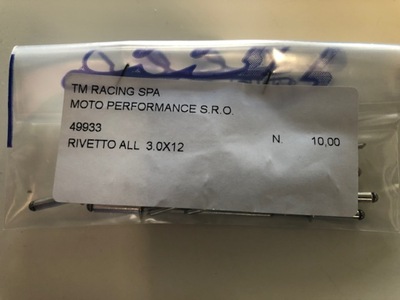 TM RACING SPA
MOTO PERFORMANCE S.R.O.
49933
RIVETTO ALL 3.0X12 N. 10,00